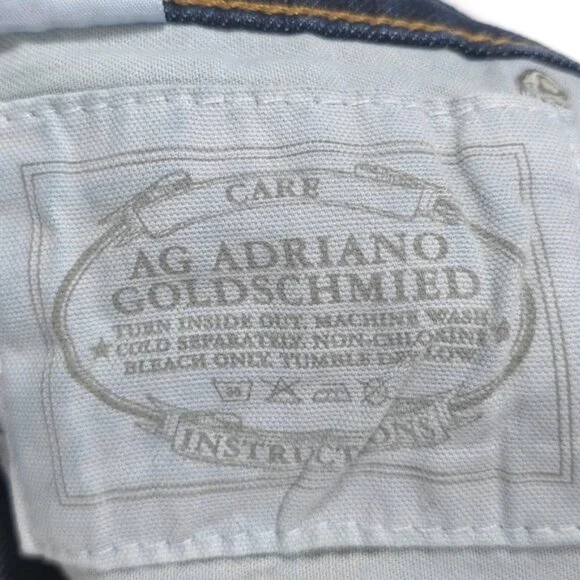 CARE
AG ADRIANO
GOLDSCHMIED
TURN INSIDE OUT. MACHINE WASH
COLD SEPARATELY. NON-CHLORINE
BLEACH ONLY. TUMBLE DRY LOW.
30
INSTRUCTIONS